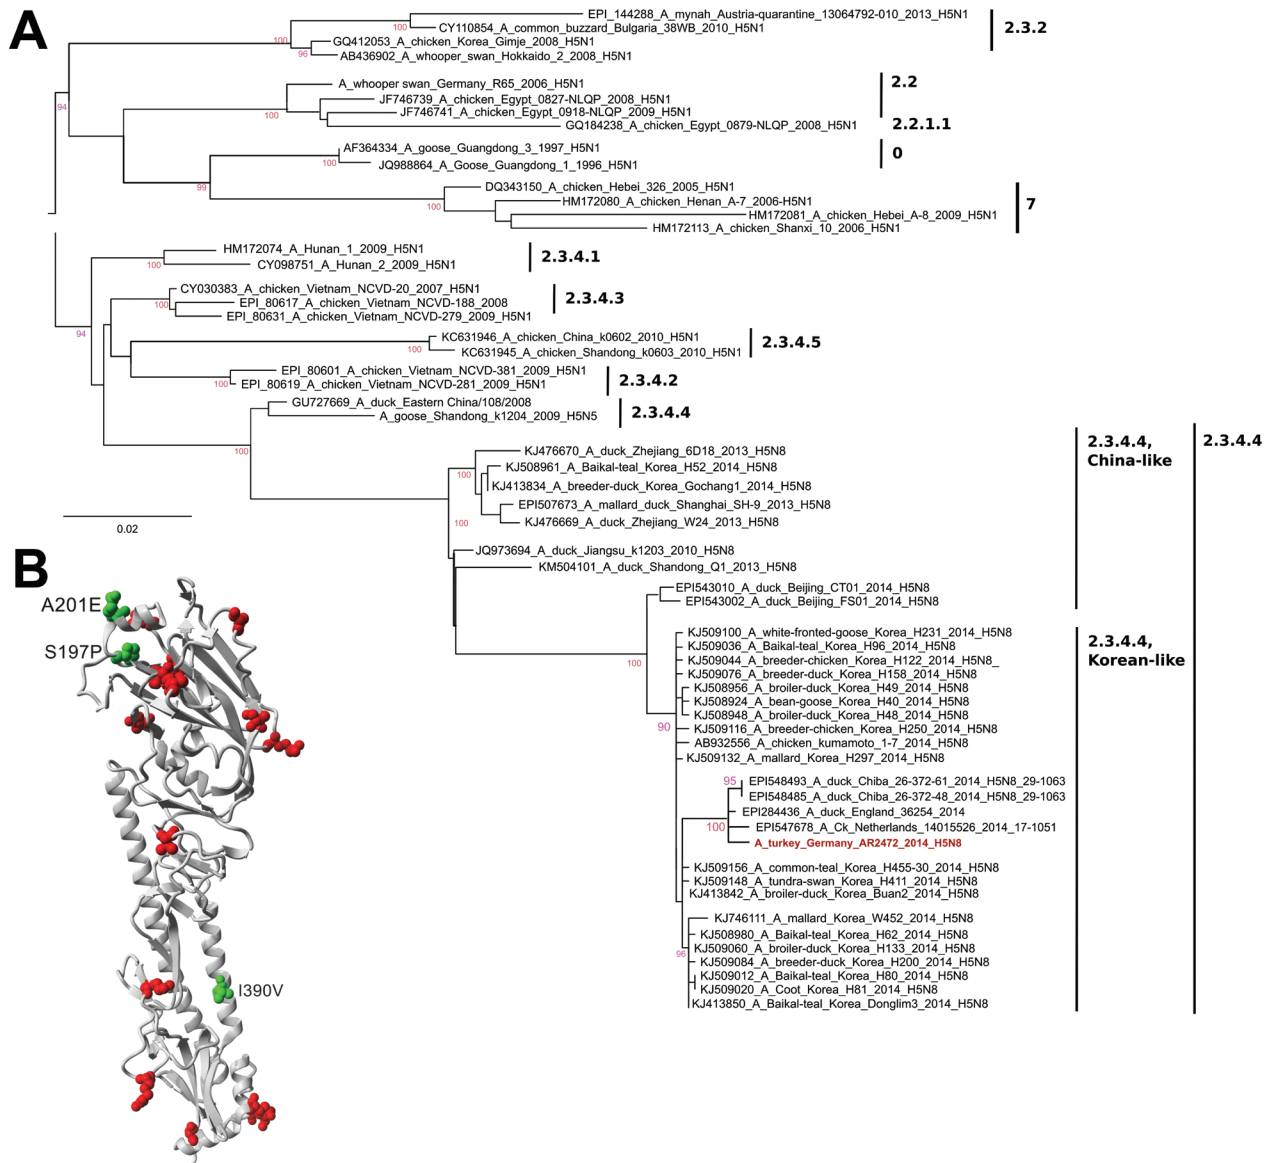 A
EPI_144288_A_mynah_Austria-quarantine_13064792-010_2013_H5N1
100
CY110854_A_common_buzzard_Bulgaria_38WB_2010_H5N1
2.3.2
100
GQ412053_A_chicken_Korea_Gimje_2008_H5N1
96
AB436902_A_whooper_swan_Hokkaido_2_2008_H5N1
A_whooper swan_Germany_R65_2006_H5N1
2.2
94
JF746739_A_chicken_Egypt_0827-NLQP_2008_H5N1
100
JF746741_A_chicken_Egypt_0918-NLQP_2009_H5N1
GQ184238_A_chicken_Egypt_0879-NLQP_2008_H5N1
2.2.1.1
AF364334_A_goose_Guangdong_3_1997_H5N1
0
100
JQ988864_A_Goose_Guangdong_1_1996_H5N1
99
DQ343150_A_chicken_Hebei_326_2005_H5N1
100
HM172080_A_chicken_Henan_A-7_2006-H5N1
7
HM172081_A_chicken_Hebei_A-8_2009_H5N1
HM172113_A_chicken_Shanxi_10_2006_H5N1
HM172074_A_Hunan_1_2009_H5N1
2.3.4.1
100
CY098751_A_Hunan_2_2009_H5N1
CY030383_A_chicken_Vietnam_NCVD-20_2007_H5N1
2.3.4.3
100
EPI_80617_A_chicken_Vietnam_NCVD-188_2008
EPI_80631_A_chicken_Vietnam_NCVD-279_2009_H5N1
94
KC631946_A_chicken_China_k0602_2010_H5N1
2.3.4.5
100
KC631945_A_chicken_Shandong_k0603_2010_H5N1
EPI_80601_A_chicken_Vietnam_NCVD-381_2009_H5N1
2.3.4.2
100
EPI_80619_A_chicken_Vietnam_NCVD-281_2009_H5N1
GU727669_A_duck_Eastern China/108/2008
2.3.4.4
A_goose_Shandong_k1204_2009_H5N5
100
2.3.4.4,
China-like
2.3.4.4
KJ476670_A_duck_Zhejiang_6D18_2013_H5N8
KJ508961_A_Baikal-teal_Korea_H52_2014_H5N8
100
KJ413834_A_breeder-duck_Korea_Gochang1_2014_H5N8
EPI507673_A_mallard_duck_Shanghai_SH-9_2013_H5N8
100
KJ476669_A_duck_Zhejiang_W24_2013_H5N8
0.02
JQ973694_A_duck_Jiangsu_k1203_2010_H5N8
KM504101_A_duck_Shandong_Q1_2013_H5N8
EPI543010_A_duck_Beijing_CT01_2014_H5N8
EPI543002_A_duck_Beijing_FS01_2014_H5N8
100
2.3.4.4,
Korean-like
KJ509100_A_white-fronted-goose_Korea_H231_2014_H5N8
KJ509036_A_Baikal-teal_Korea_H96_2014_H5N8
KJ509044_A_breeder-chicken_Korea_H122_2014_H5N8_
KJ509076_A_breeder-duck_Korea_H158_2014_H5N8
KJ508956_A_broiler-duck_Korea_H49_2014_H5N8
KJ508924_A_bean-goose_Korea_H40_2014_H5N8
KJ508948_A_broiler-duck_Korea_H48_2014_H5N8
90
KJ509116_A_breeder-chicken_Korea_H250_2014_H5N8
AB932556_A_chicken_kumamoto_1-7_2014_H5N8
KJ509132_A_mallard_Korea_H297_2014_H5N8
95
EPI548493_A_duck_Chiba_26-372-61_2014_H5N8_29-1063
EPI548485_A_duck_Chiba_26-372-48_2014_H5N8_29-1063
EPI284436_A_duck_England_36254_2014
100
EPI547678_A_Ck_Netherlands_14015526_2014_17-1051
A_turkey_Germany_AR2472_2014_H5N8
KJ509156_A_common-teal_Korea_H455-30_2014_H5N8
KJ509148_A_tundra-swan_Korea_H411_2014_H5N8
KJ413842_A_broiler-duck_Korea_Buan2_2014_H5N8
KJ746111_A_mallard_Korea_W452_2014_H5N8
KJ508980_A_Baikal-teal_Korea_H62_2014_H5N8
96
KJ509060_A_broiler-duck_Korea_H133_2014_H5N8
KJ509084_A_breeder-duck_Korea_H200_2014_H5N8
KJ509012_A_Baikal-teal_Korea_H80_2014_H5N8
KJ509020_A_Coot_Korea_H81_2014_H5N8
KJ413850_A_Baikal-teal_Korea_Donglim3_2014_H5N8
B
A201E
S197P
I390V